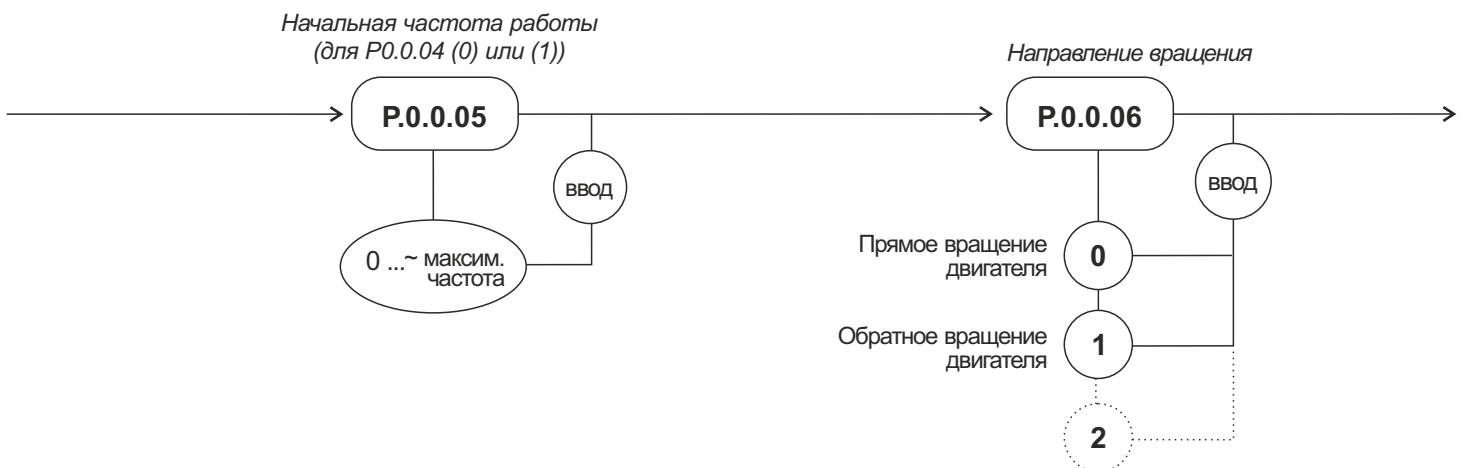 Начальная частота работы
(для P0.0.04 (0) или (1))
P.0.0.05
ввод
0 ...~ максим.
частота
Направление вращения
P.0.0.06
ввод
Прямое вращение
двигателя
0
Обратное вращение
двигателя
1
2